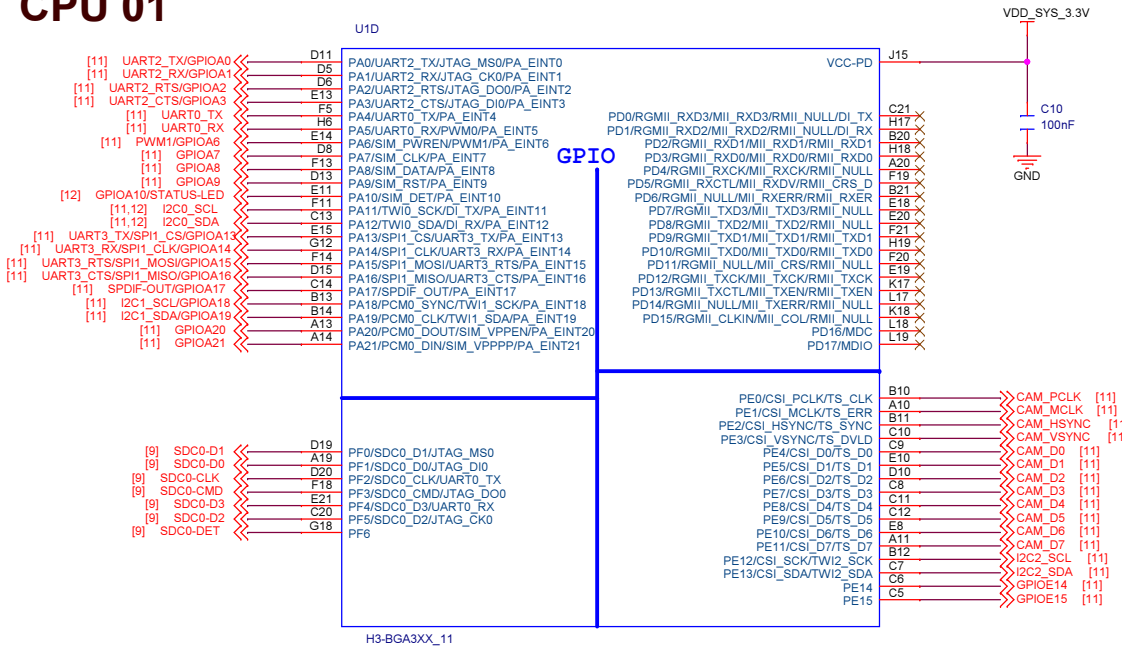 CPU 01
VDD_SYS_3.3V
U1D
[11] UART2_TX/GPIOA0 D11 PA0/UART2_TX/JTAG_MS0/PA_EINT0
[11] UART2_RX/GPIOA1 D5 PA1/UART2_RX/JTAG_CK0/PA_EINT1
[11] UART2_RTS/GPIOA2 D6 PA2/UART2_RTS/JTAG_DO0/PA_EINT2
[11] UART2_CTS/GPIOA3 E13 PA3/UART2_CTS/JTAG_DI0/PA_EINT3
[11] UART0_TX F5 PA4/UART0_TX/PA_EINT4
[11] UART0_RX H6 PA5/UART0_RX/PWM0/PA_EINT5
[11] PWM1/GPIOA6 E14 PA6/SIM_PWREN/PWM1/PA_EINT6
[11] GPIOA7 D8 PA7/SIM_CLK/PA_EINT7
[11] GPIOA8 F13 PA8/SIM_DATA/PA_EINT8
[11] GPIOA9 D13 PA9/SIM_RST/PA_EINT9
[12] GPIOA10/STATUS-LED E11 PA10/SIM_DET/PA_EINT10
[11,12] I2C0_SCL F11 PA11/TWI0_SCK/DI_TX/PA_EINT11
[11,12] I2C0_SDA C13 PA12/TWI0_SDA/DI_RX/PA_EINT12
[11] UART3_TX/SPI1_CS/GPIOA13 E15 PA13/SPI1_CS/UART3_TX/PA_EINT13
[11] UART3_RX/SPI1_CLK/GPIOA14 G12 PA14/SPI1_CLK/UART3_RX/PA_EINT14
[11] UART3_RTS/SPI1_MOSI/GPIOA15 F14 PA15/SPI1_MOSI/UART3_RTS/PA_EINT15
[11] UART3_CTS/SPI1_MISO/GPIOA16 D15 PA16/SPI1_MISO/UART3_CTS/PA_EINT16
[11] SPDIF-OUT/GPIOA17 C14 PA17/SPDIF_OUT/PA_EINT17
[11] I2C1_SCL/GPIOA18 B13 PA18/PCM0_SYNC/TWI1_SCK/PA_EINT18
[11] I2C1_SDA/GPIOA19 B14 PA19/PCM0_CLK/TWI1_SDA/PA_EINT19
[11] GPIOA20 A13 PA20/PCM0_DOUT/SIM_VPPEN/PA_EINT20
[11] GPIOA21 A14 PA21/PCM0_DIN/SIM_VPPPP/PA_EINT21
GPIO
VCC-PD J15
C10
100nF
GND
PD0/RGMII_RXD3/MII_RXD3/RMII_NULL/DI_TX C21
PD1/RGMII_RXD2/MII_RXD2/RMII_NULL/DI_RX H17
PD2/RGMII_RXD1/MII_RXD1/RMII_RXD1 B20
PD3/RGMII_RXD0/MII_RXD0/RMII_RXD0 H18
PD4/RGMII_RXCK/MII_RXCK/RMII_NULL A20
PD5/RGMII_RXCTL/MII_RXDV/RMII_CRS_D F19
PD6/RGMII_NULL/MII_RXERR/RMII_RXER B21
PD7/RGMII_TXD3/MII_TXD3/RMII_NULL E18
PD8/RGMII_TXD2/MII_TXD2/RMII_NULL E20
PD9/RGMII_TXD1/MII_TXD1/RMII_TXD1 F21
PD10/RGMII_TXD0/MII_TXD0/RMII_TXD0 H19
PD11/RGMII_NULL/MII_CRS/RMII_NULL F20
PD12/RGMII_TXCK/MII_TXCK/RMII_TXCK E19
PD13/RGMII_TXCTL/MII_TXEN/RMII_TXEN K17
PD14/RGMII_NULL/MII_TXERR/RMII_NULL L17
PD15/RGMII_CLKIN/MII_COL/RMII_NULL K18
PD16/MDC L18
PD17/MDIO L19
[9] SDC0-D1 D19 PF0/SDC0_D1/JTAG_MS0
[9] SDC0-D0 A19 PF1/SDC0_D0/JTAG_DI0
[9] SDC0-CLK D20 PF2/SDC0_CLK/UART0_TX
[9] SDC0-CMD F18 PF3/SDC0_CMD/JTAG_DO0
[9] SDC0-D3 E21 PF4/SDC0_D3/UART0_RX
[9] SDC0-D2 C20 PF5/SDC0_D2/JTAG_CK0
[9] SDC0-DET G18 PF6
PE0/CSI_PCLK/TS_CLK B10 CAM_PCLK [11]
PE1/CSI_MCLK/TS_ERR A10 CAM_MCLK [11]
PE2/CSI_HSYNC/TS_SYNC B11 CAM_HSYNC [11
PE3/CSI_VSYNC/TS_DVLD C10 CAM_VSYNC [11
PE4/CSI_D0/TS_D0 C9 CAM_D0 [11]
PE5/CSI_D1/TS_D1 E10 CAM_D1 [11]
PE6/CSI_D2/TS_D2 D10 CAM_D2 [11]
PE7/CSI_D3/TS_D3 C8 CAM_D3 [11]
PE8/CSI_D4/TS_D4 C11 CAM_D4 [11]
PE9/CSI_D5/TS_D5 C12 CAM_D5 [11]
PE10/CSI_D6/TS_D6 E8 CAM_D6 [11]
PE11/CSI_D7/TS_D7 A11 CAM_D7 [11]
PE12/CSI_SCK/TWI2_SCK B12 I2C2_SCL [11]
PE13/CSI_SDA/TWI2_SDA C7 I2C2_SDA [11]
PE14 C6 GPIOE14 [11]
PE15 C5 GPIOE15 [11]
H3-BGA3XX_11